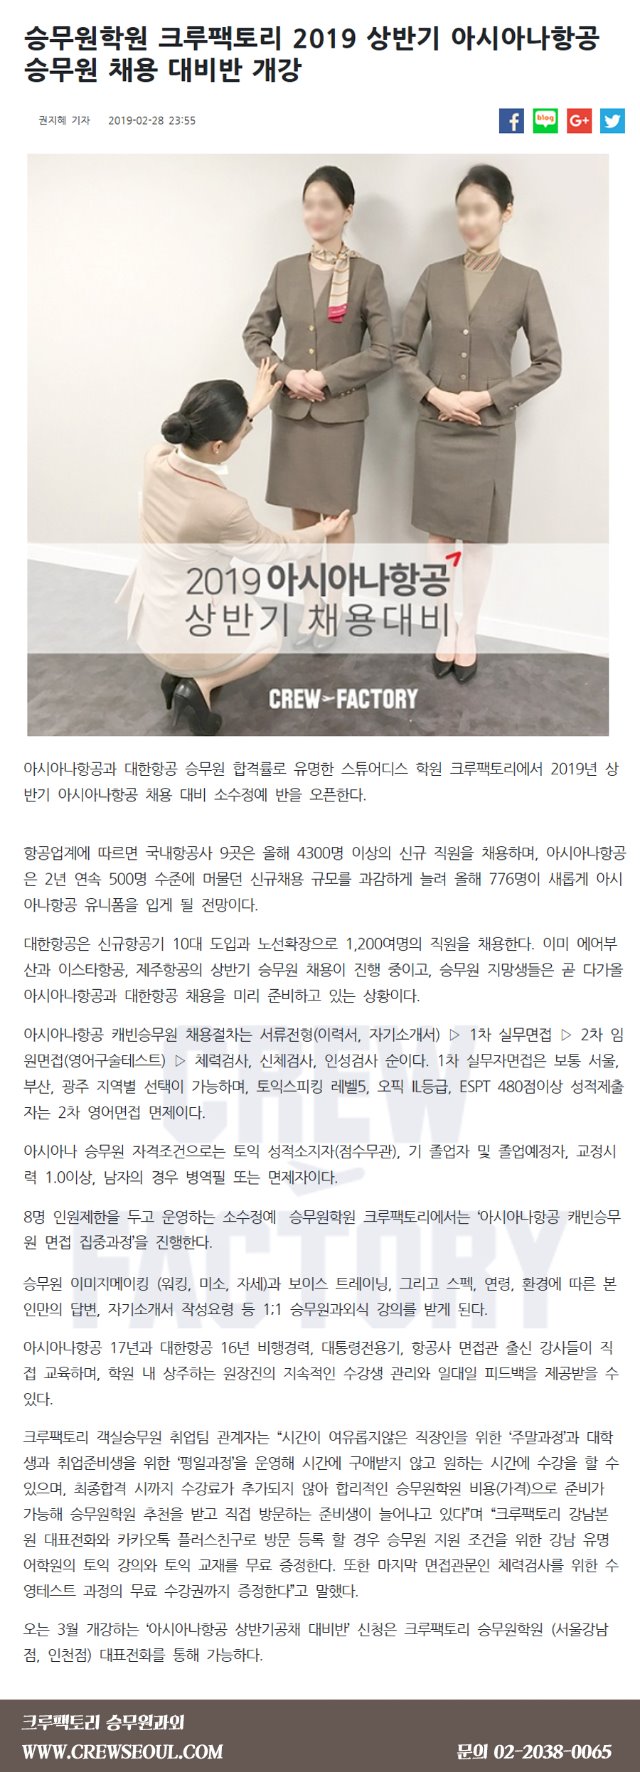 승무원학원 크루팩토리 2019 상반기 아시아나항공
승무원 채용 대비반 개강
권지혜 기자 2019-02-28 23:55
blog
G+
2019 아시아나항공
상반기 채용대비
CREW FACTORY
아시아나항공과 대한항공 승무원 합격률로 유명한 스튜어디스 학원 크루팩토리에서 2019년 상
반기 아시아나항공 채용 대비 소수정예 반을 오픈한다.
항공업계에 따르면 국내항공사 9곳은 올해 4300명 이상의 신규 직원을 채용하며, 아시아나항공
은 2년 연속 500명 수준에 머물던 신규채용 규모를 과감하게 늘려 올해 776명이 새롭게 아시
아나항공 유니폼을 입게 될 전망이다.
대한항공은 신규항공기 10대 도입과 노선확장으로 1,200여명의 직원을 채용한다. 이미 에어부
산과 이스타항공, 제주항공의 상반기 승무원 채용이 진행 중이고, 승무원 지망생들은 곧 다가올
아시아나항공과 대한항공 채용을 미리 준비하고 있는 상황이다.
아시아나항공 캐빈승무원 채용절차는 서류전형(이력서, 자기소개서) ▷ 1차 실무면접 ▷ 2차 임
원면접(영어구술테스트) ▷ 체력검사, 신체검사, 인성검사 순이다. 1차 실무자면접은 보통 서울,
부산, 광주 지역별 선택이 가능하며, 토익스피킹 레벨5, 오픽 IL등급, ESPT 480점이상 성적제출
자는 2차 영어면접 면제이다.
아시아나 승무원 자격조건으로는 토익 성적소지자(점수무관), 기 졸업자 및 졸업예정자, 교정시
력 1.0이상, 남자의 경우 병역필 또는 면제자이다.
8명 인원제한을 두고 운영하는 소수정예 승무원학원 크루팩토리에서는 ‘아시아나항공 캐빈승무
원 면접 집중과정’을 진행한다.
승무원 이미지메이킹 (워킹, 미소, 자세)과 보이스 트레이닝, 그리고 스펙, 연령, 환경에 따른 본
인만의 답변, 자기소개서 작성요령 등 1;1 승무원과외식 강의를 받게 된다.
아시아나항공 17년과 대한항공 16년 비행경력, 대통령전용기, 항공사 면접관 출신 강사들이 직
접 교육하며, 학원 내 상주하는 원장진의 지속적인 수강생 관리와 일대일 피드백을 제공받을 수
있다.
크루팩토리 객실승무원 취업팀 관계자는 “시간이 여유롭지않은 직장인을 위한 ‘주말과정’과 대학
생과 취업준비생을 위한 ‘평일과정’을 운영해 시간에 구애받지 않고 원하는 시간에 수강을 할 수
있으며, 최종합격 시까지 수강료가 추가되지 않아 합리적인 승무원학원 비용(가격)으로 준비가
가능해 승무원학원 추천을 받고 직접 방문하는 준비생이 늘어나고 있다”며 “크루팩토리 강남본
원 대표전화와 카카오톡 플러스친구로 방문 등록 할 경우 승무원 지원 조건을 위한 강남 유명
어학원의 토익 강의와 토익 교재를 무료 증정한다. 또한 마지막 면접관문인 체력검사를 위한 수
영테스트 과정의 무료 수강권까지 증정한다”고 말했다.
오는 3월 개강하는 ‘아시아나항공 상반기공채 대비반’ 신청은 크루팩토리 승무원학원 (서울강남
점, 인천점) 대표전화를 통해 가능하다.
CREW
FACTORY
크루팩토리 승무원과외
WWW.CREWSEOUL.COM 문의 02-2038-0065